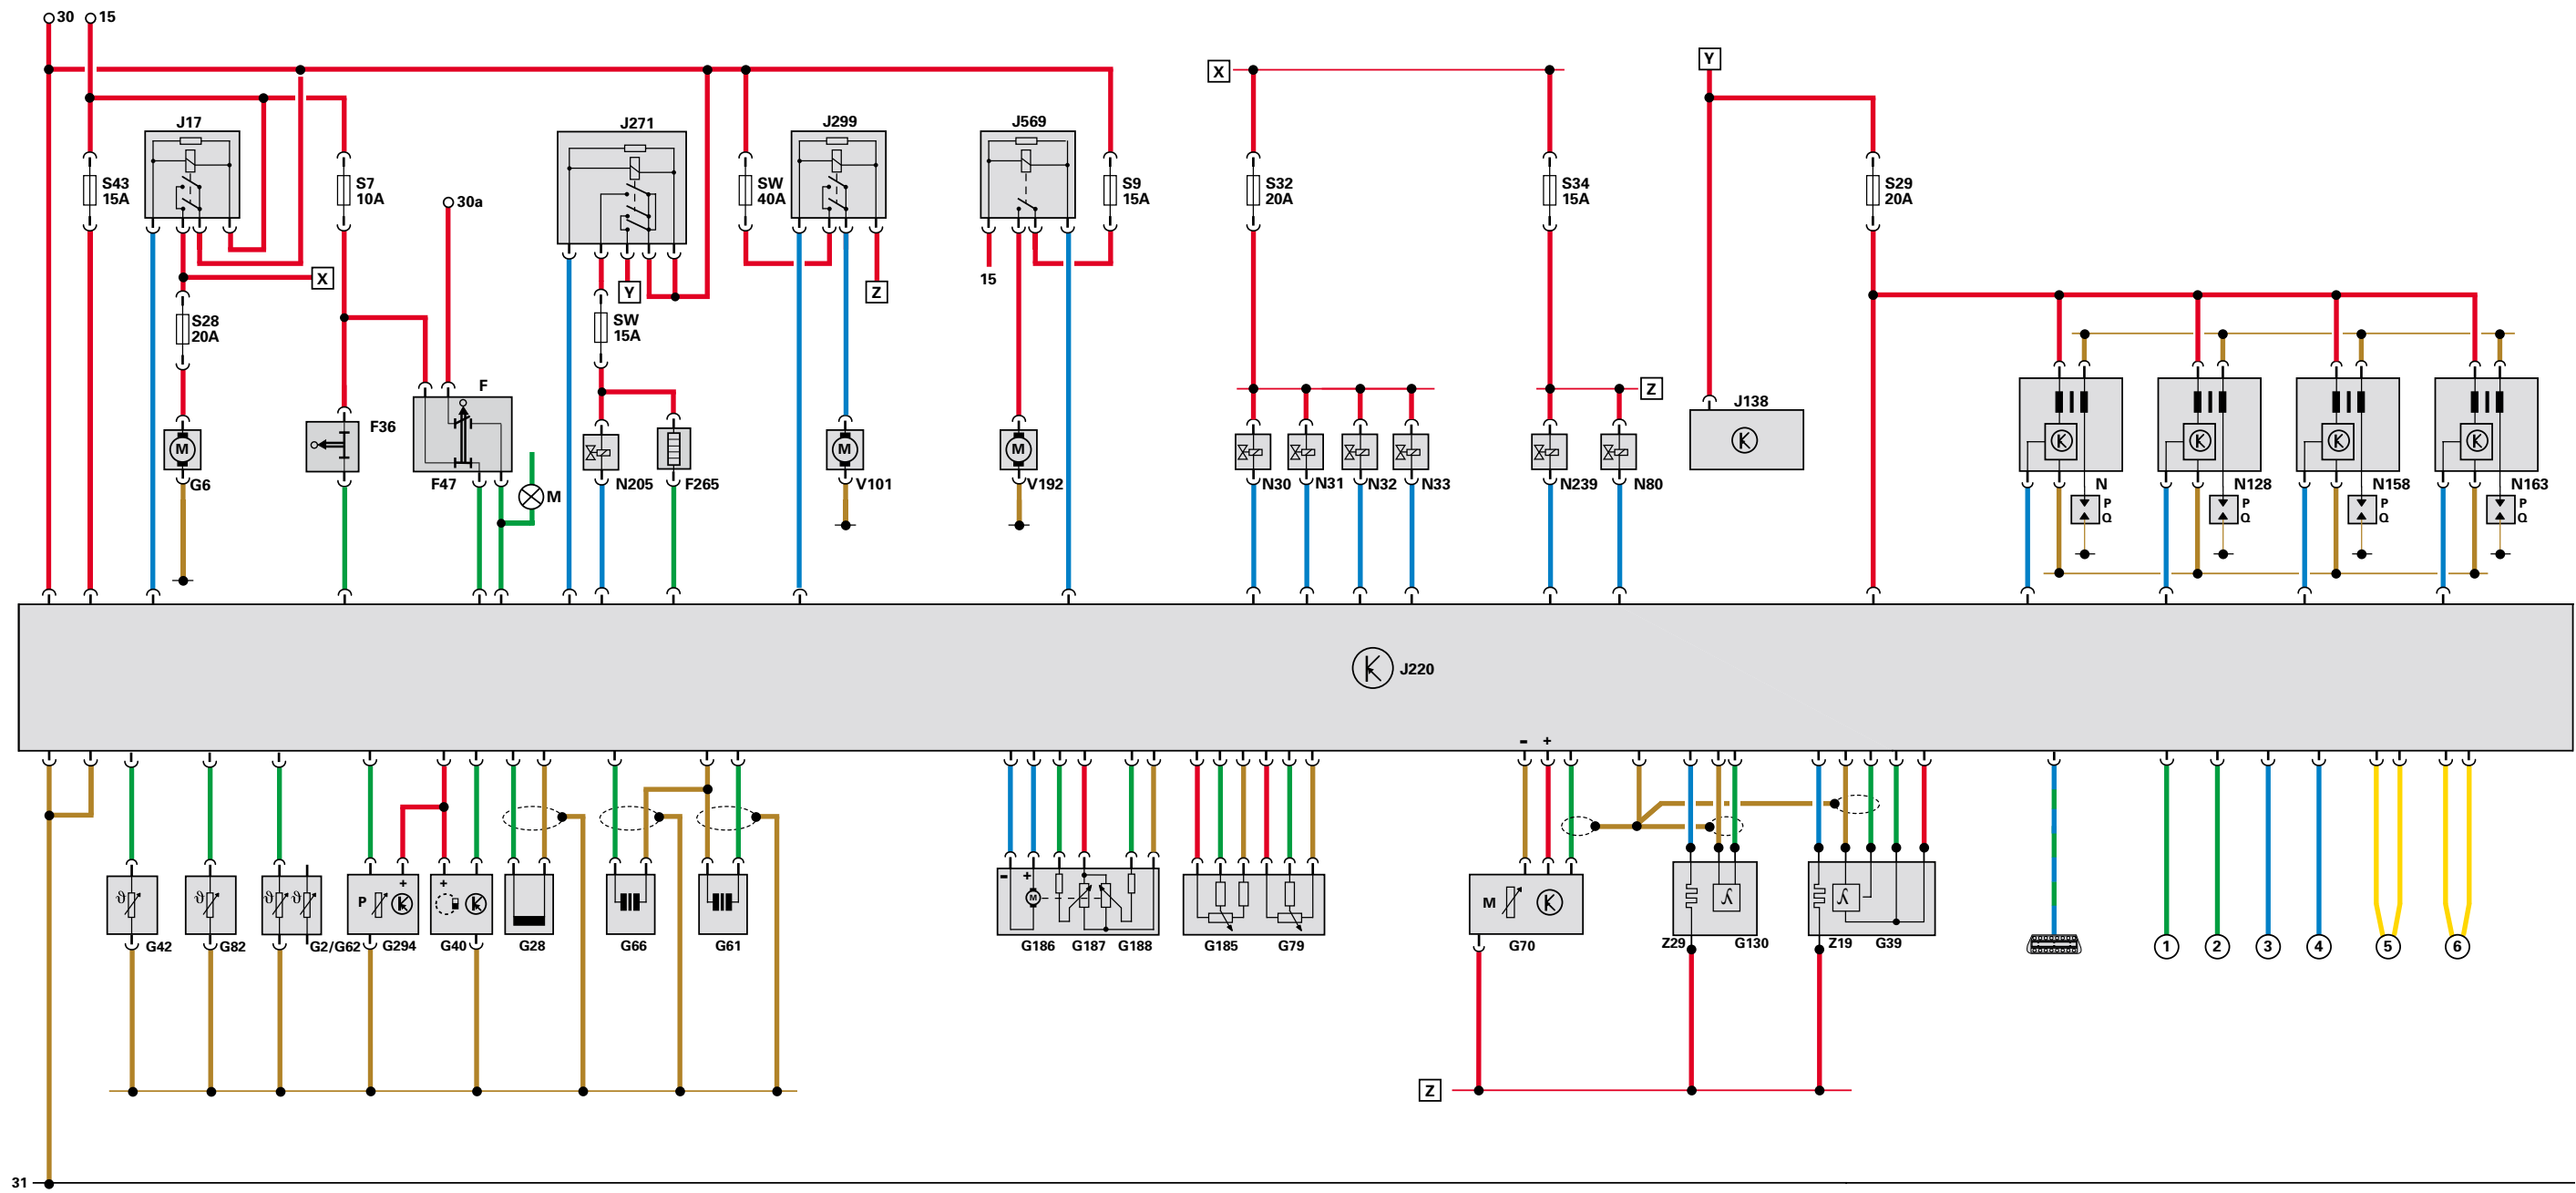 30 15
X
Y
J17
J271
J299
J569
S43
15A
S7
10A
30a
SW
40A
S9
15A
S32
20A
S34
15A
S29
20A
X
Y
15
Z
S28
20A
SW
15A
F
Z
F36
J138
M
M
M
G6
F47
M
N205
F265
V101
V192
N30 N31 N32 N33
N239 N80
N
P
Q
N128
P
Q
N158
P
Q
N163
P
Q
J220
- +
ϑ
ϑ
ϑ ϑ
P +
+
- +
M
M
λ
λ
G42
G82
G2/G62
G294
G40
G28
G66
G61
G186 G187 G188
G185 G79
G70
Z29 G130
Z19 G39
1
2
3
4
5
6
Z
31